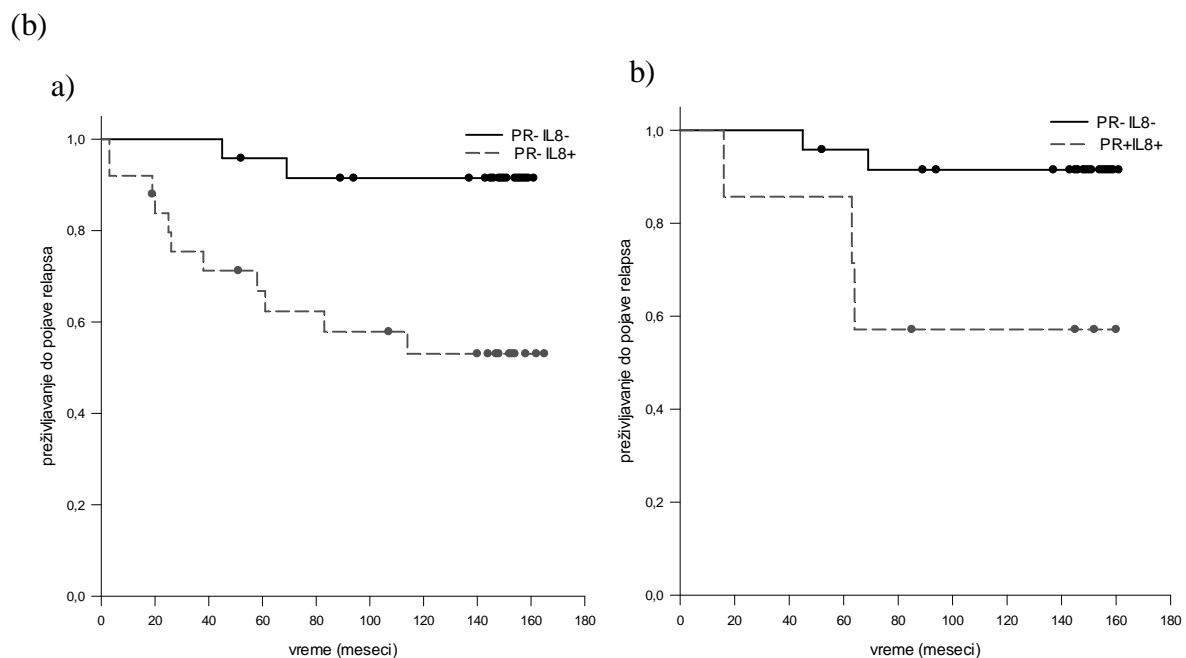 (b)
a)
PR- IL8-
PR- IL8+
preživljavanje do pojave relapsa
1,0
0,8
0,6
0,4
0,2
0,0
0 20 40 60 80 100 120 140 160 180
vreme (meseci)
b)
PR- IL8-
PR+IL8+
preživljavanje do pojave relapsa
1,0
0,8
0,6
0,4
0,2
0,0
0 20 40 60 80 100 120 140 160 180
vreme (meseci)